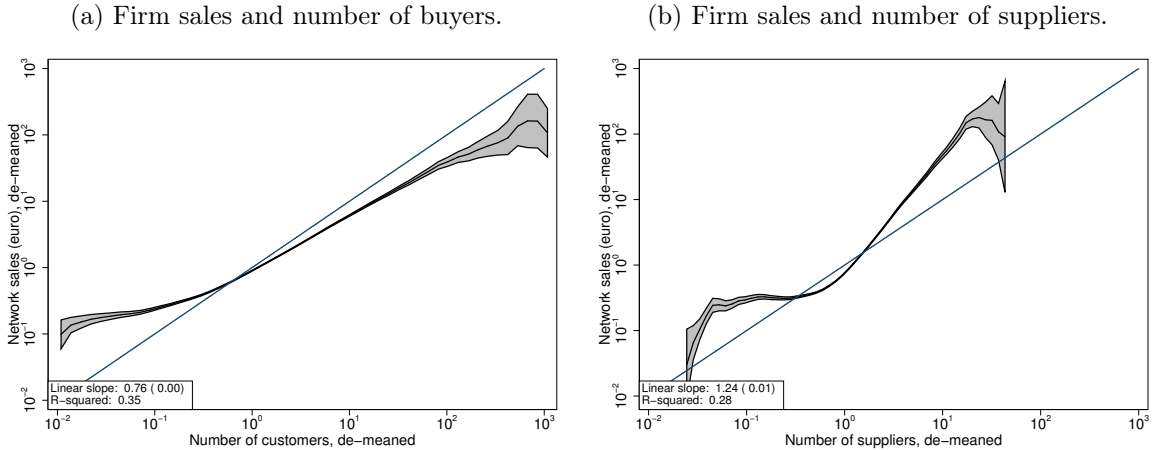 (a) Firm sales and number of buyers.
Network sales (euro), de−meaned
10³
10²
10¹
10⁰
10⁻¹
10⁻²
Linear slope: 0.76 ( 0.00)
R−squared: 0.35
10⁻² 10⁻¹ 10⁰ 10¹ 10² 10³
Number of customers, de−meaned
(b) Firm sales and number of suppliers.
Network sales (euro), de−meaned
10³
10²
10¹
10⁰
10⁻¹
10⁻²
Linear slope: 1.24 ( 0.01)
R−squared: 0.28
10⁻² 10⁻¹ 10⁰ 10¹ 10² 10³
Number of suppliers, de−meaned